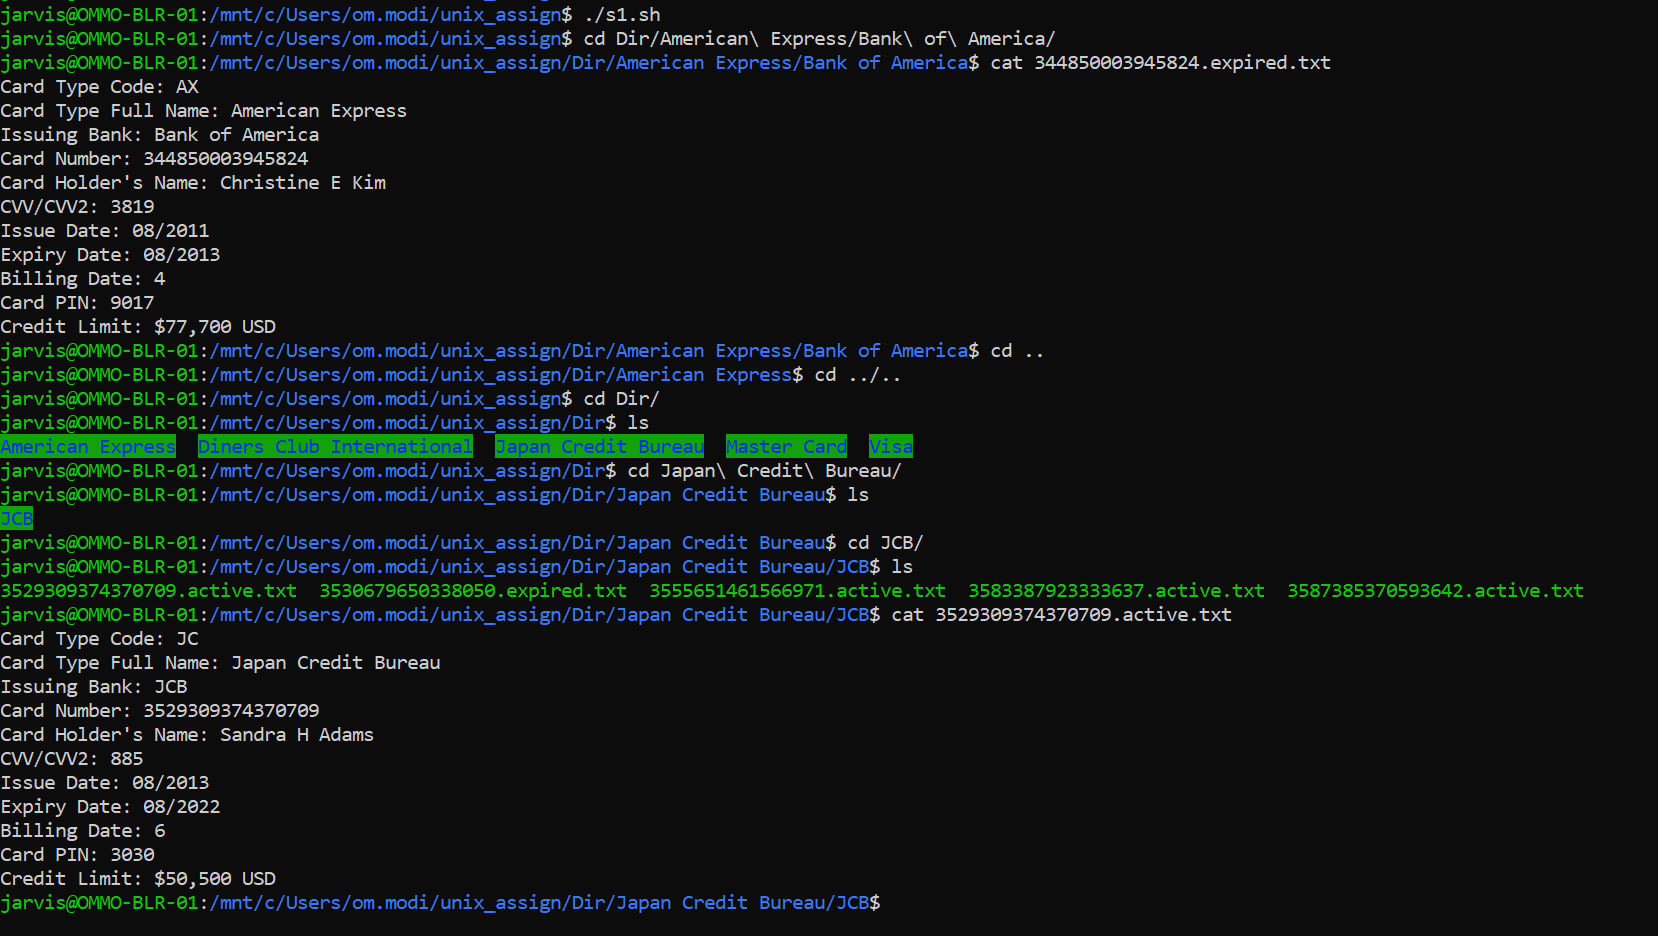 jarvis@OMMO-BLR-01:/mnt/c/Users/om.modi/unix_assign$ ./s1.sh
jarvis@OMMO-BLR-01:/mnt/c/Users/om.modi/unix_assign$ cd Dir/American\ Express/Bank\ of\ America/
jarvis@OMMO-BLR-01:/mnt/c/Users/om.modi/unix_assign/Dir/American Express/Bank of America$ cat 344850003945824.expired.txt
Card Type Code: AX
Card Type Full Name: American Express
Issuing Bank: Bank of America
Card Number: 344850003945824
Card Holder's Name: Christine E Kim
CVV/CVV2: 3819
Issue Date: 08/2011
Expiry Date: 08/2013
Billing Date: 4
Card PIN: 9017
Credit Limit: $77,700 USD
jarvis@OMMO-BLR-01:/mnt/c/Users/om.modi/unix_assign/Dir/American Express/Bank of America$ cd ..
jarvis@OMMO-BLR-01:/mnt/c/Users/om.modi/unix_assign/Dir/American Express$ cd ../..
jarvis@OMMO-BLR-01:/mnt/c/Users/om.modi/unix_assign$ cd Dir/
jarvis@OMMO-BLR-01:/mnt/c/Users/om.modi/unix_assign/Dir$ ls
American Express  Diners Club International  Japan Credit Bureau  Master Card  Visa
jarvis@OMMO-BLR-01:/mnt/c/Users/om.modi/unix_assign/Dir$ cd Japan\ Credit\ Bureau/
jarvis@OMMO-BLR-01:/mnt/c/Users/om.modi/unix_assign/Dir/Japan Credit Bureau$ ls
JCB
jarvis@OMMO-BLR-01:/mnt/c/Users/om.modi/unix_assign/Dir/Japan Credit Bureau$ cd JCB/
jarvis@OMMO-BLR-01:/mnt/c/Users/om.modi/unix_assign/Dir/Japan Credit Bureau/JCB$ ls
3529309374370709.active.txt  3530679650338050.expired.txt  3555651461566971.active.txt  3583387923333637.active.txt  3587385370593642.active.txt
jarvis@OMMO-BLR-01:/mnt/c/Users/om.modi/unix_assign/Dir/Japan Credit Bureau/JCB$ cat 3529309374370709.active.txt
Card Type Code: JC
Card Type Full Name: Japan Credit Bureau
Issuing Bank: JCB
Card Number: 3529309374370709
Card Holder's Name: Sandra H Adams
CVV/CVV2: 885
Issue Date: 08/2013
Expiry Date: 08/2022
Billing Date: 6
Card PIN: 3030
Credit Limit: $50,500 USD
jarvis@OMMO-BLR-01:/mnt/c/Users/om.modi/unix_assign/Dir/Japan Credit Bureau/JCB$